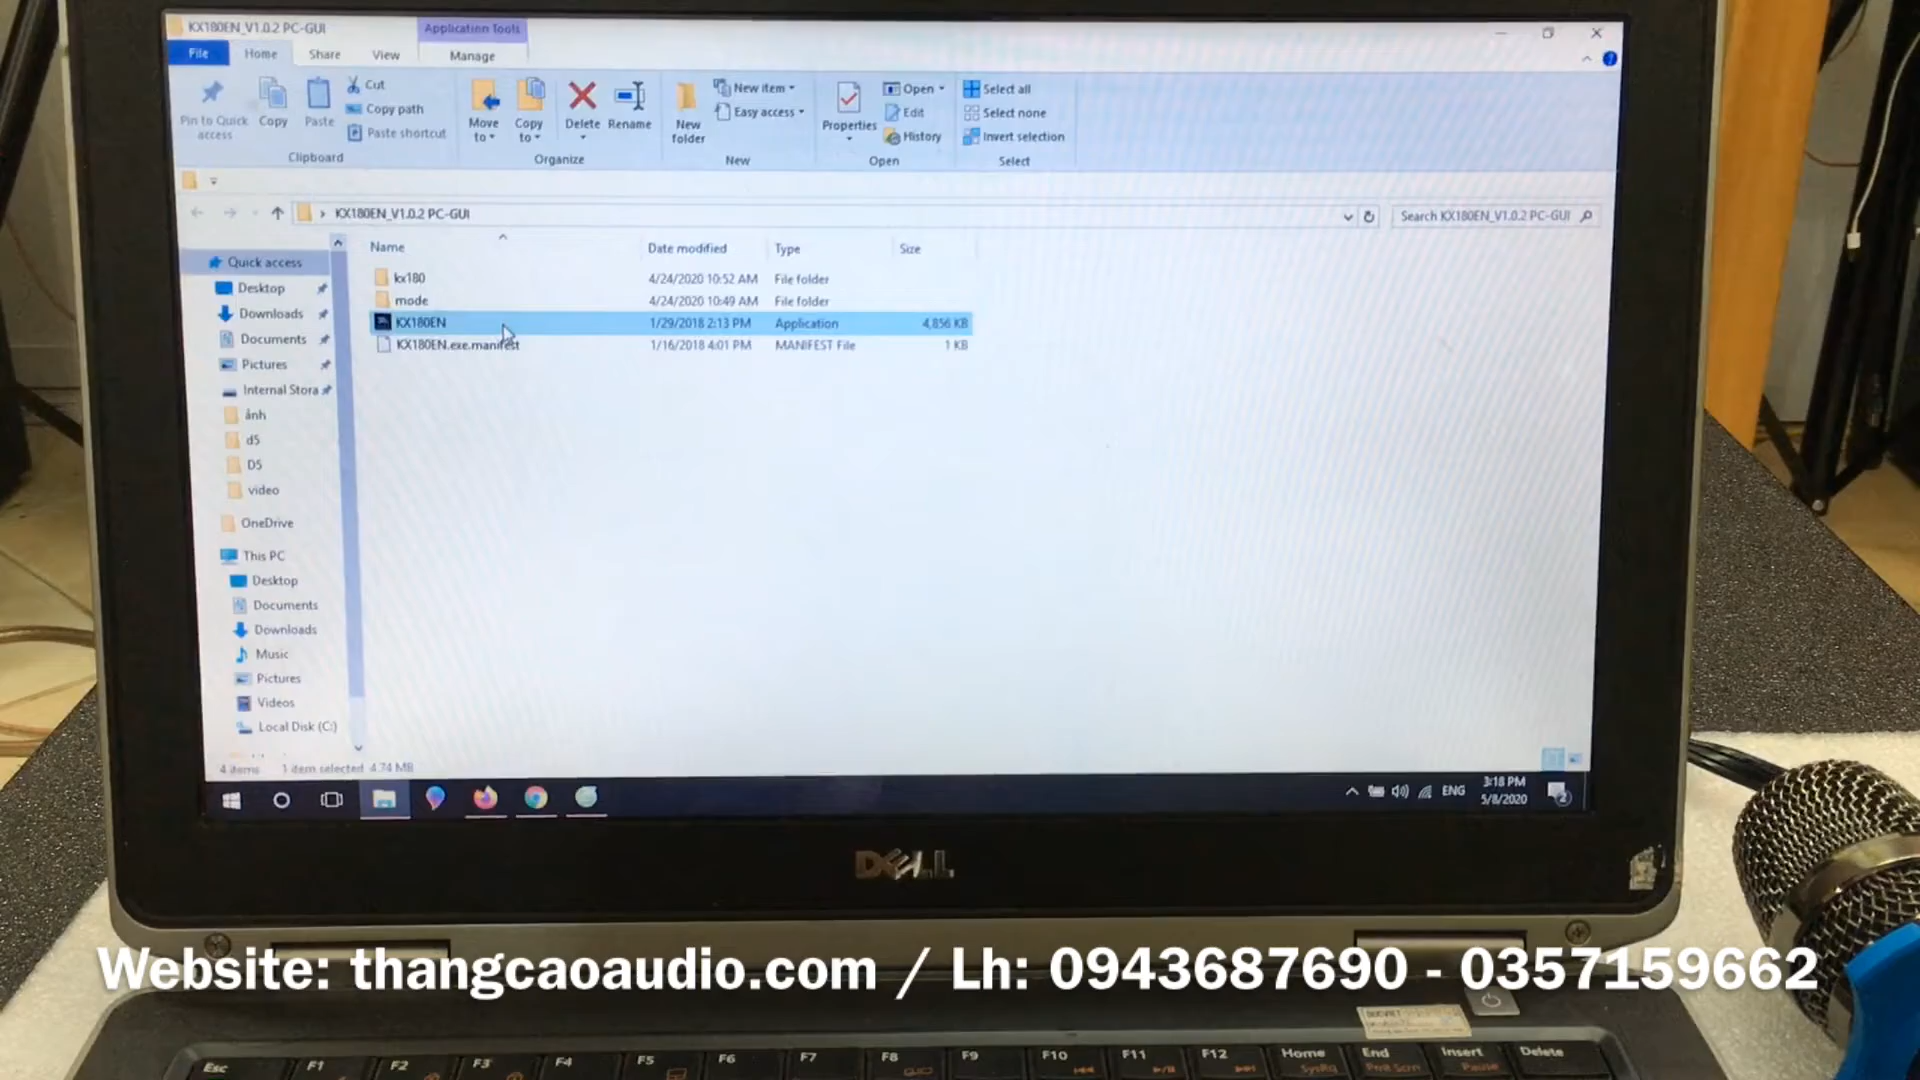 KX180EN_V1.0.2 PC-GUI
Application Tools
File
Home
Share
View
Manage
Pin to Quick access
Copy
Paste
Cut
Copy path
Paste shortcut
Clipboard
Move to
Copy to
Delete
Rename
Organize
New folder
New item
Easy access
New
Properties
Open
Edit
History
Open
Select all
Select none
Invert selection
Select
KX180EN_V1.0.2 PC-GUI
Search KX180EN_V1.0.2 PC-GUI
Name
Date modified
Type
Size
kx180 4/24/2020 10:52 AM File folder
mode 4/24/2020 10:49 AM File folder
KX180EN 1/29/2018 2:13 PM Application 4,856 KB
KX180EN.exe.manifest 1/16/2018 4:01 PM MANIFEST File 1 KB
Quick access
Desktop
Downloads
Documents
Pictures
Internal Stora
ảnh
d5
D5
video
OneDrive
This PC
Desktop
Documents
Downloads
Music
Pictures
Videos
Local Disk (C:)
4 items 1 item selected 4.74 MB
ENG
3:18 PM
5/8/2020
2
DELL
Website: thangcaoaudio.com / Lh: 0943687690 - 0357159662
Esc F1 F2 F3 F4 F5 F6 F7 F8 F9 F10 F11 F12 Home End Insert Delete
SysRq Prnt Scrn Pause